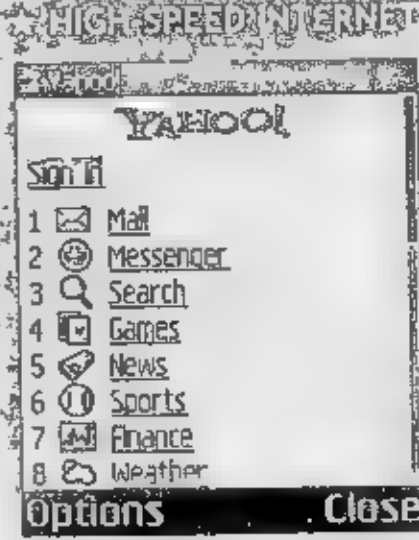 HIGH SPEED INTERNET
YAHOO!
Sign In
1 Mail
2 Messenger
3 Search
4 Games
5 News
6 Sports
7 Finance
8 Weather
Options Close